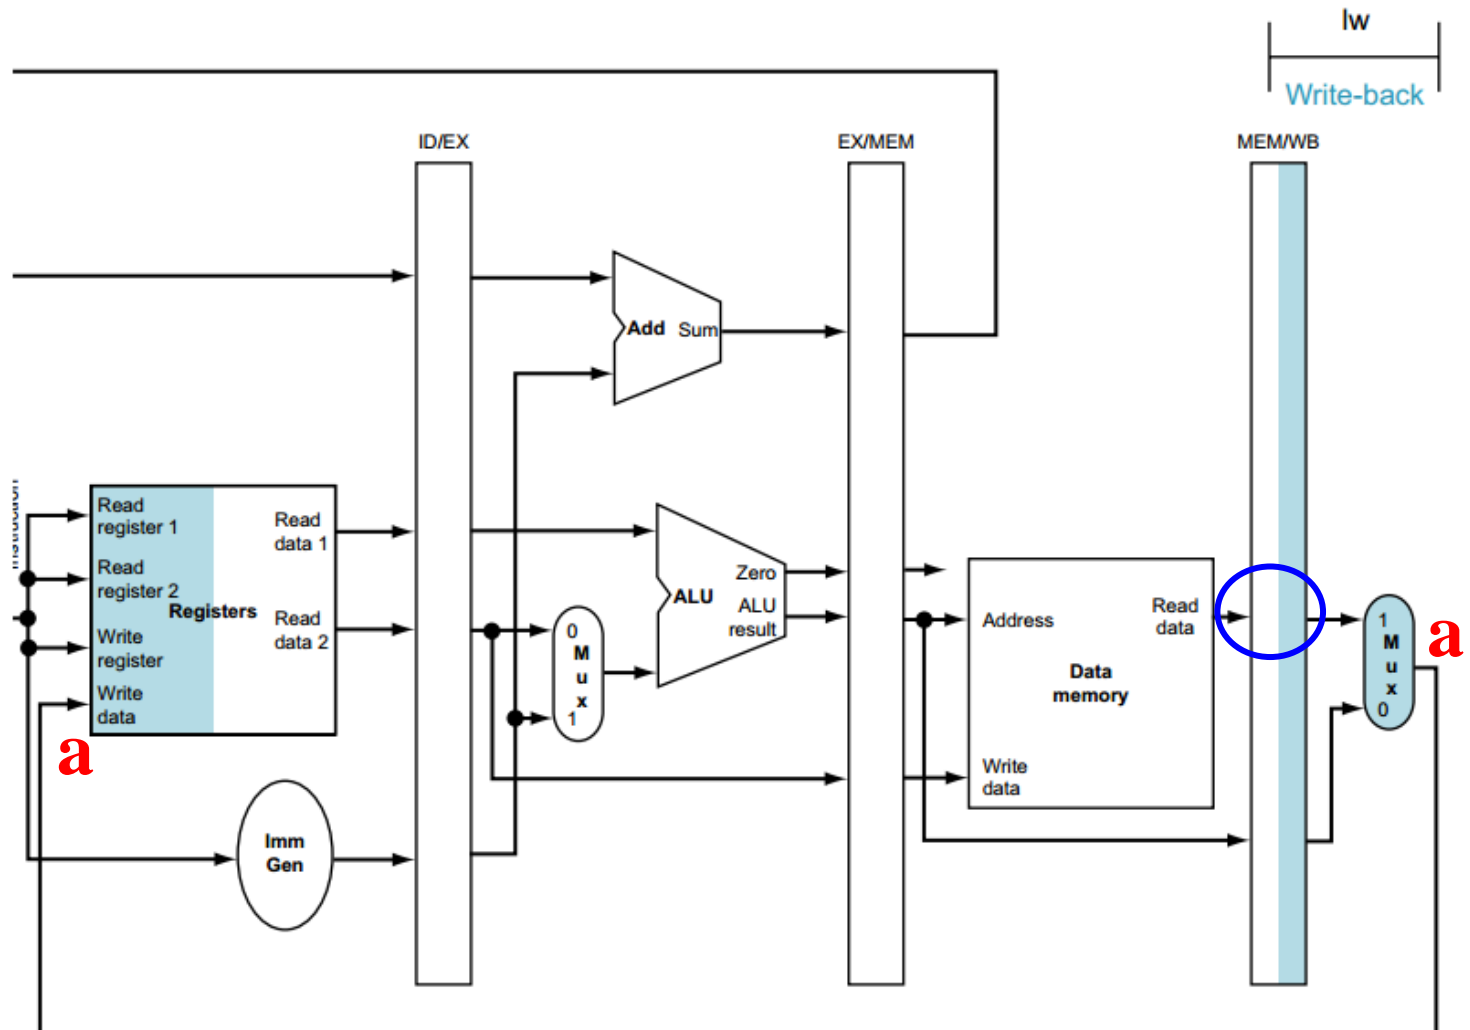 lw
Write-back
ID/EX
EX/MEM
MEM/WB
Add Sum
Instruction
Read
register 1
Read
register 2
Registers
Write
register
Write
data
Read
data 1
Read
data 2
a
Imm
Gen
0
M
u
x
1
ALU
Zero
ALU
result
Address
Read
data
Data
memory
Write
data
1
M
u
x
0
a